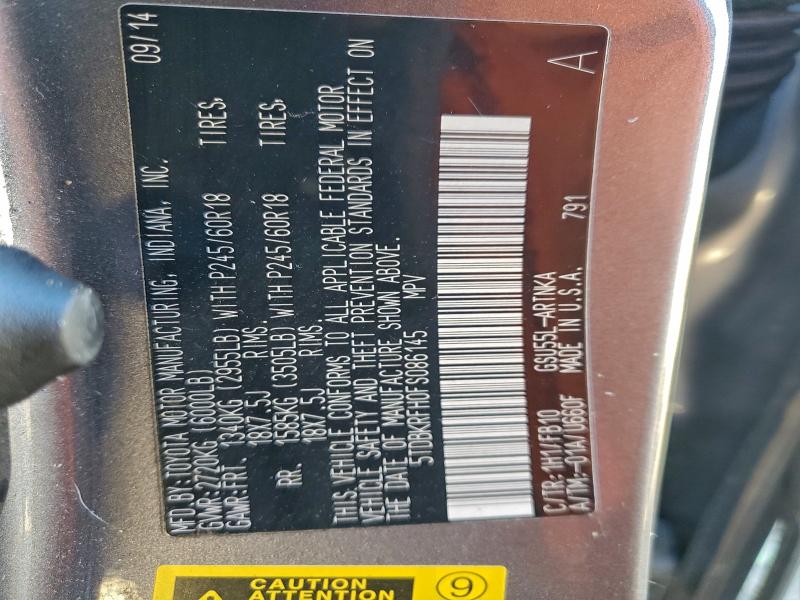 MFD.BY:TOYOTA MOTOR MANUFACTURING, INDIANA, INC. 09/14
GVWR:2720KG (6000LB)
GAWR:FRT. 1340KG (2955LB) WITH P245/60R18 TIRES,
18X7.5J RIMS.
RR. 1585KG (3505LB) WITH P245/60R18 TIRES,
18X7.5J RIMS.
THIS VEHICLE CONFORMS TO ALL APPLICABLE FEDERAL MOTOR
VEHICLE SAFETY AND THEFT PREVENTION STANDARDS IN EFFECT ON
THE DATE OF MANUFACTURE SHOWN ABOVE.
5TDBKRFH0FS086745 MPV
C/TR:1H1/FB10 GSU55L-ARTNKA
A/TM:-01A/U660F MADE IN U.S.A. 791 A
CAUTION
ATTENTION
9